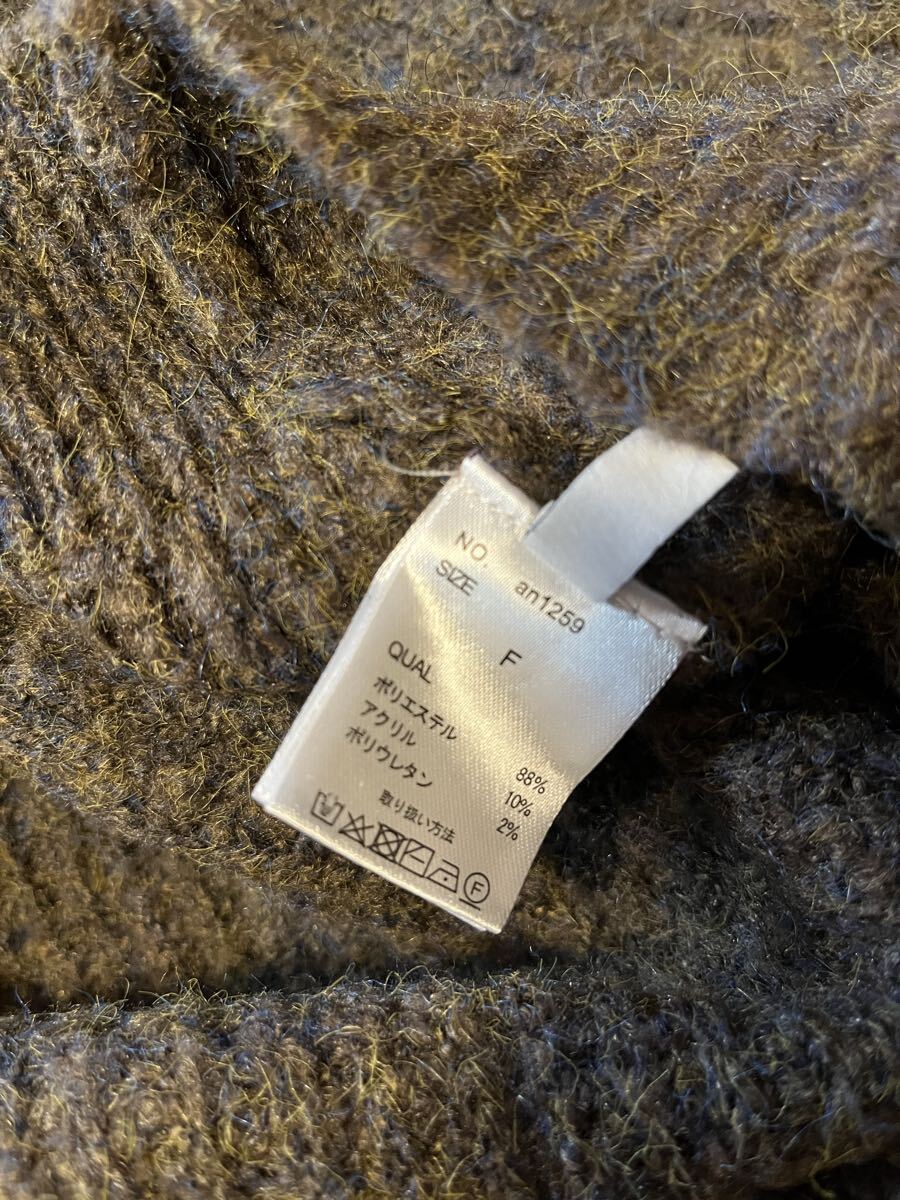 NO. an1259
SIZE F
QUAL
ポリエステル 88%
アクリル 10%
ポリウレタン 2%
取り扱い方法
F